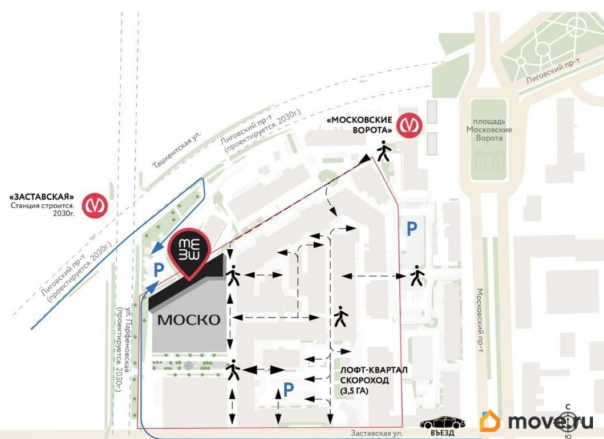 Лиговский пр-т
«МОСКОВСКИЕ
ВОРОТА»
площадь
Московские
Ворота
Ташкентская ул.
Лиговский пр-т
(проектируется, 2030г.)
«ЗАСТАВСКАЯ»
Станция строится.
2030г.
Лиговский пр-т
(проектируется, 2030г.)
P
P
МОСКО
ул. Парфёновская
(проектируется, 2030г.)
Московский пр-т
P
ЛОФТ-КВАРТАЛ
СКОРОХОД
(3,5 ГА)
Заставская ул.
ВЪЕЗД
С
Ю
move.ru